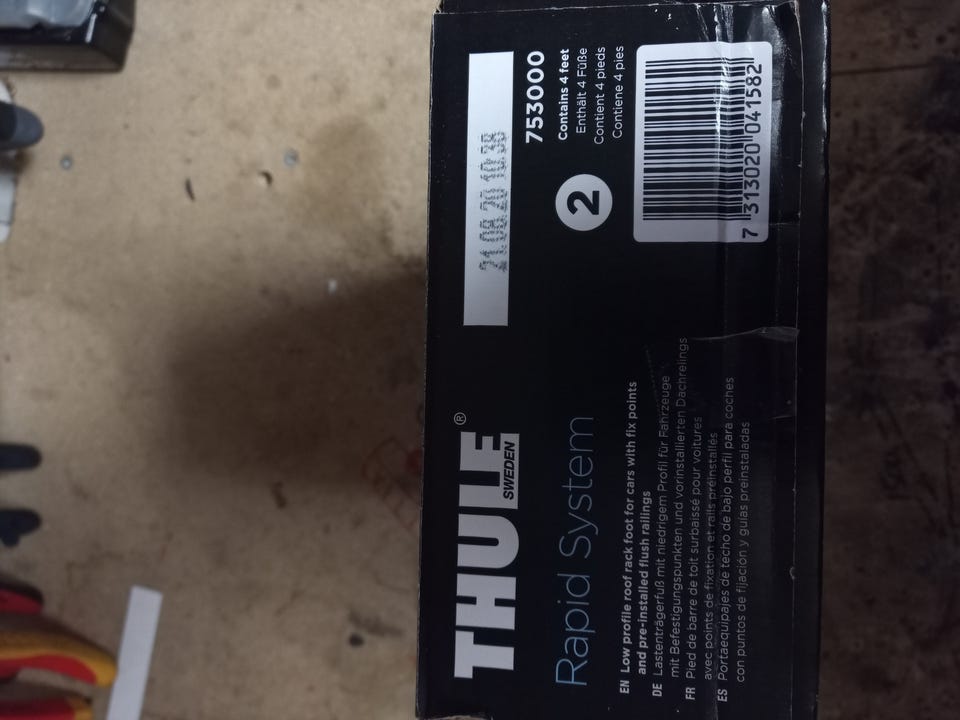 THULE®
SWEDEN
Rapid System
EN Low profile roof rack foot for cars with fix points
and pre-installed flush railings
DE Lastenträgerfuß mit niedrigem Profil für Fahrzeuge
mit Befestigungspunkten und vorinstallierten Dachrelings
FR Pied de barre de toit surbaissé pour voitures
avec points de fixation et rails préinstallés
ES Portaequipajes de techo de bajo perfil para coches
con puntos de fijación y guías preinstaladas
753000
Contains 4 feet
Enthält 4 Füße
Contient 4 pieds
Contiene 4 pies
2
7 313020 041582